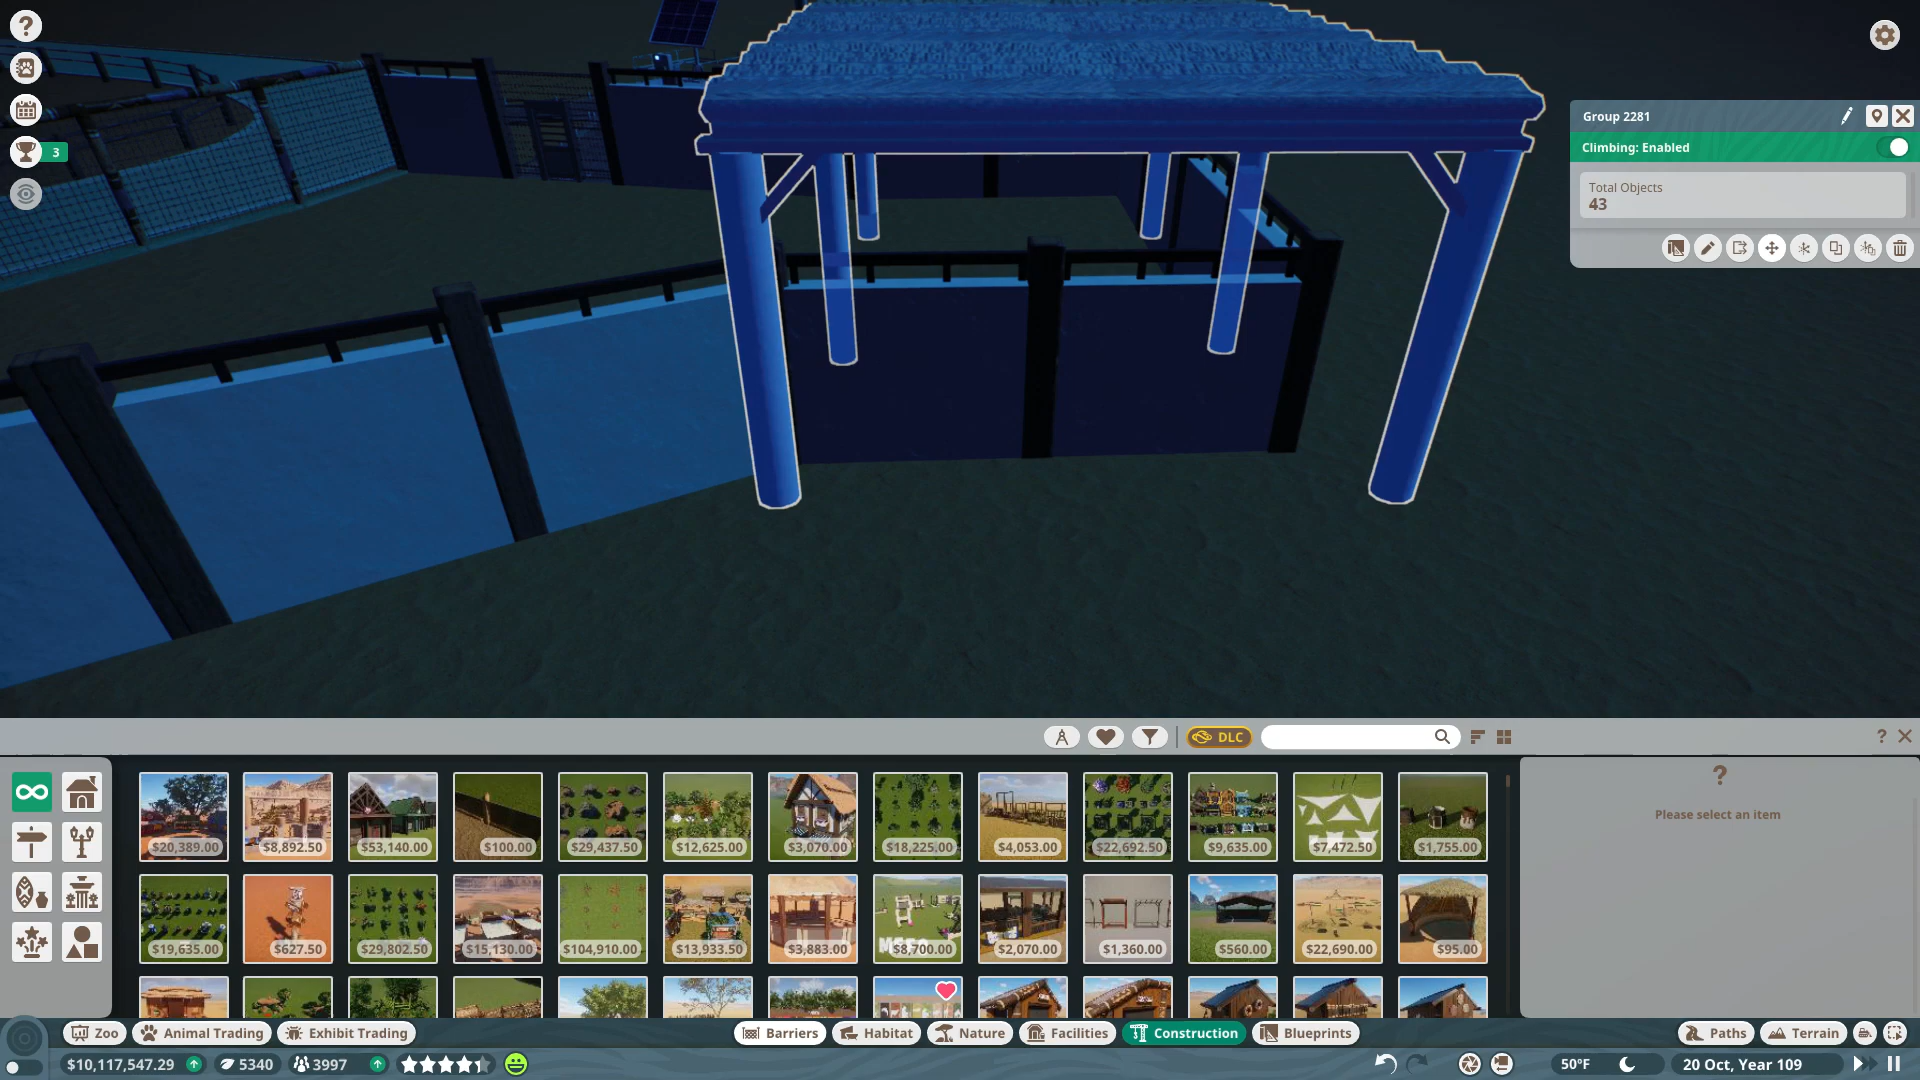 3
Group 2281
Climbing: Enabled
Total Objects
43
DLC
?
Please select an item
$20,389.00 $8,892.50 $53,140.00 $100.00 $29,437.50 $12,625.00 $3,070.00 $18,225.00 $4,053.00 $22,692.50 $9,635.00 $7,472.50 $1,755.00
$19,635.00 $627.50 $29,802.50 $15,130.00 $104,910.00 $13,933.50 $3,883.00 $8,700.00 $2,070.00 $1,360.00 $560.00 $22,690.00 $95.00
Zoo Animal Trading Exhibit Trading Barriers Habitat Nature Facilities Construction Blueprints Paths Terrain
$10,117,547.29 5340 3997 50°F 20 Oct, Year 109